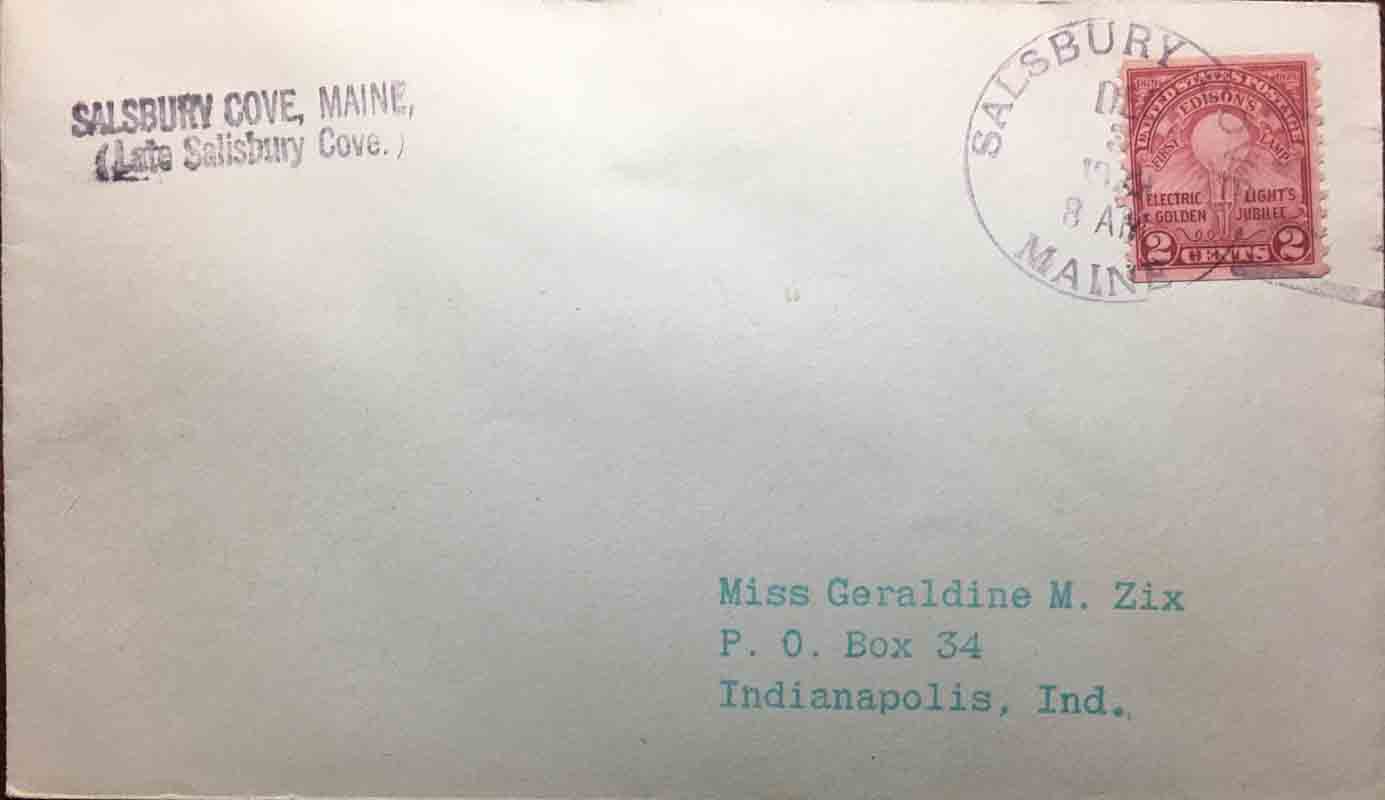 SALSBURY COVE, MAINE,
(Late Salisbury Cove.)
SALSBURY
8 AM
MAINE
UNITED STATES POSTAGE
EDISON'S
FIRST LAMP
ELECTRIC LIGHT'S
GOLDEN JUBILEE
2 CENTS 2
Miss Geraldine M. Zix
P. O. Box 34
Indianapolis, Ind.